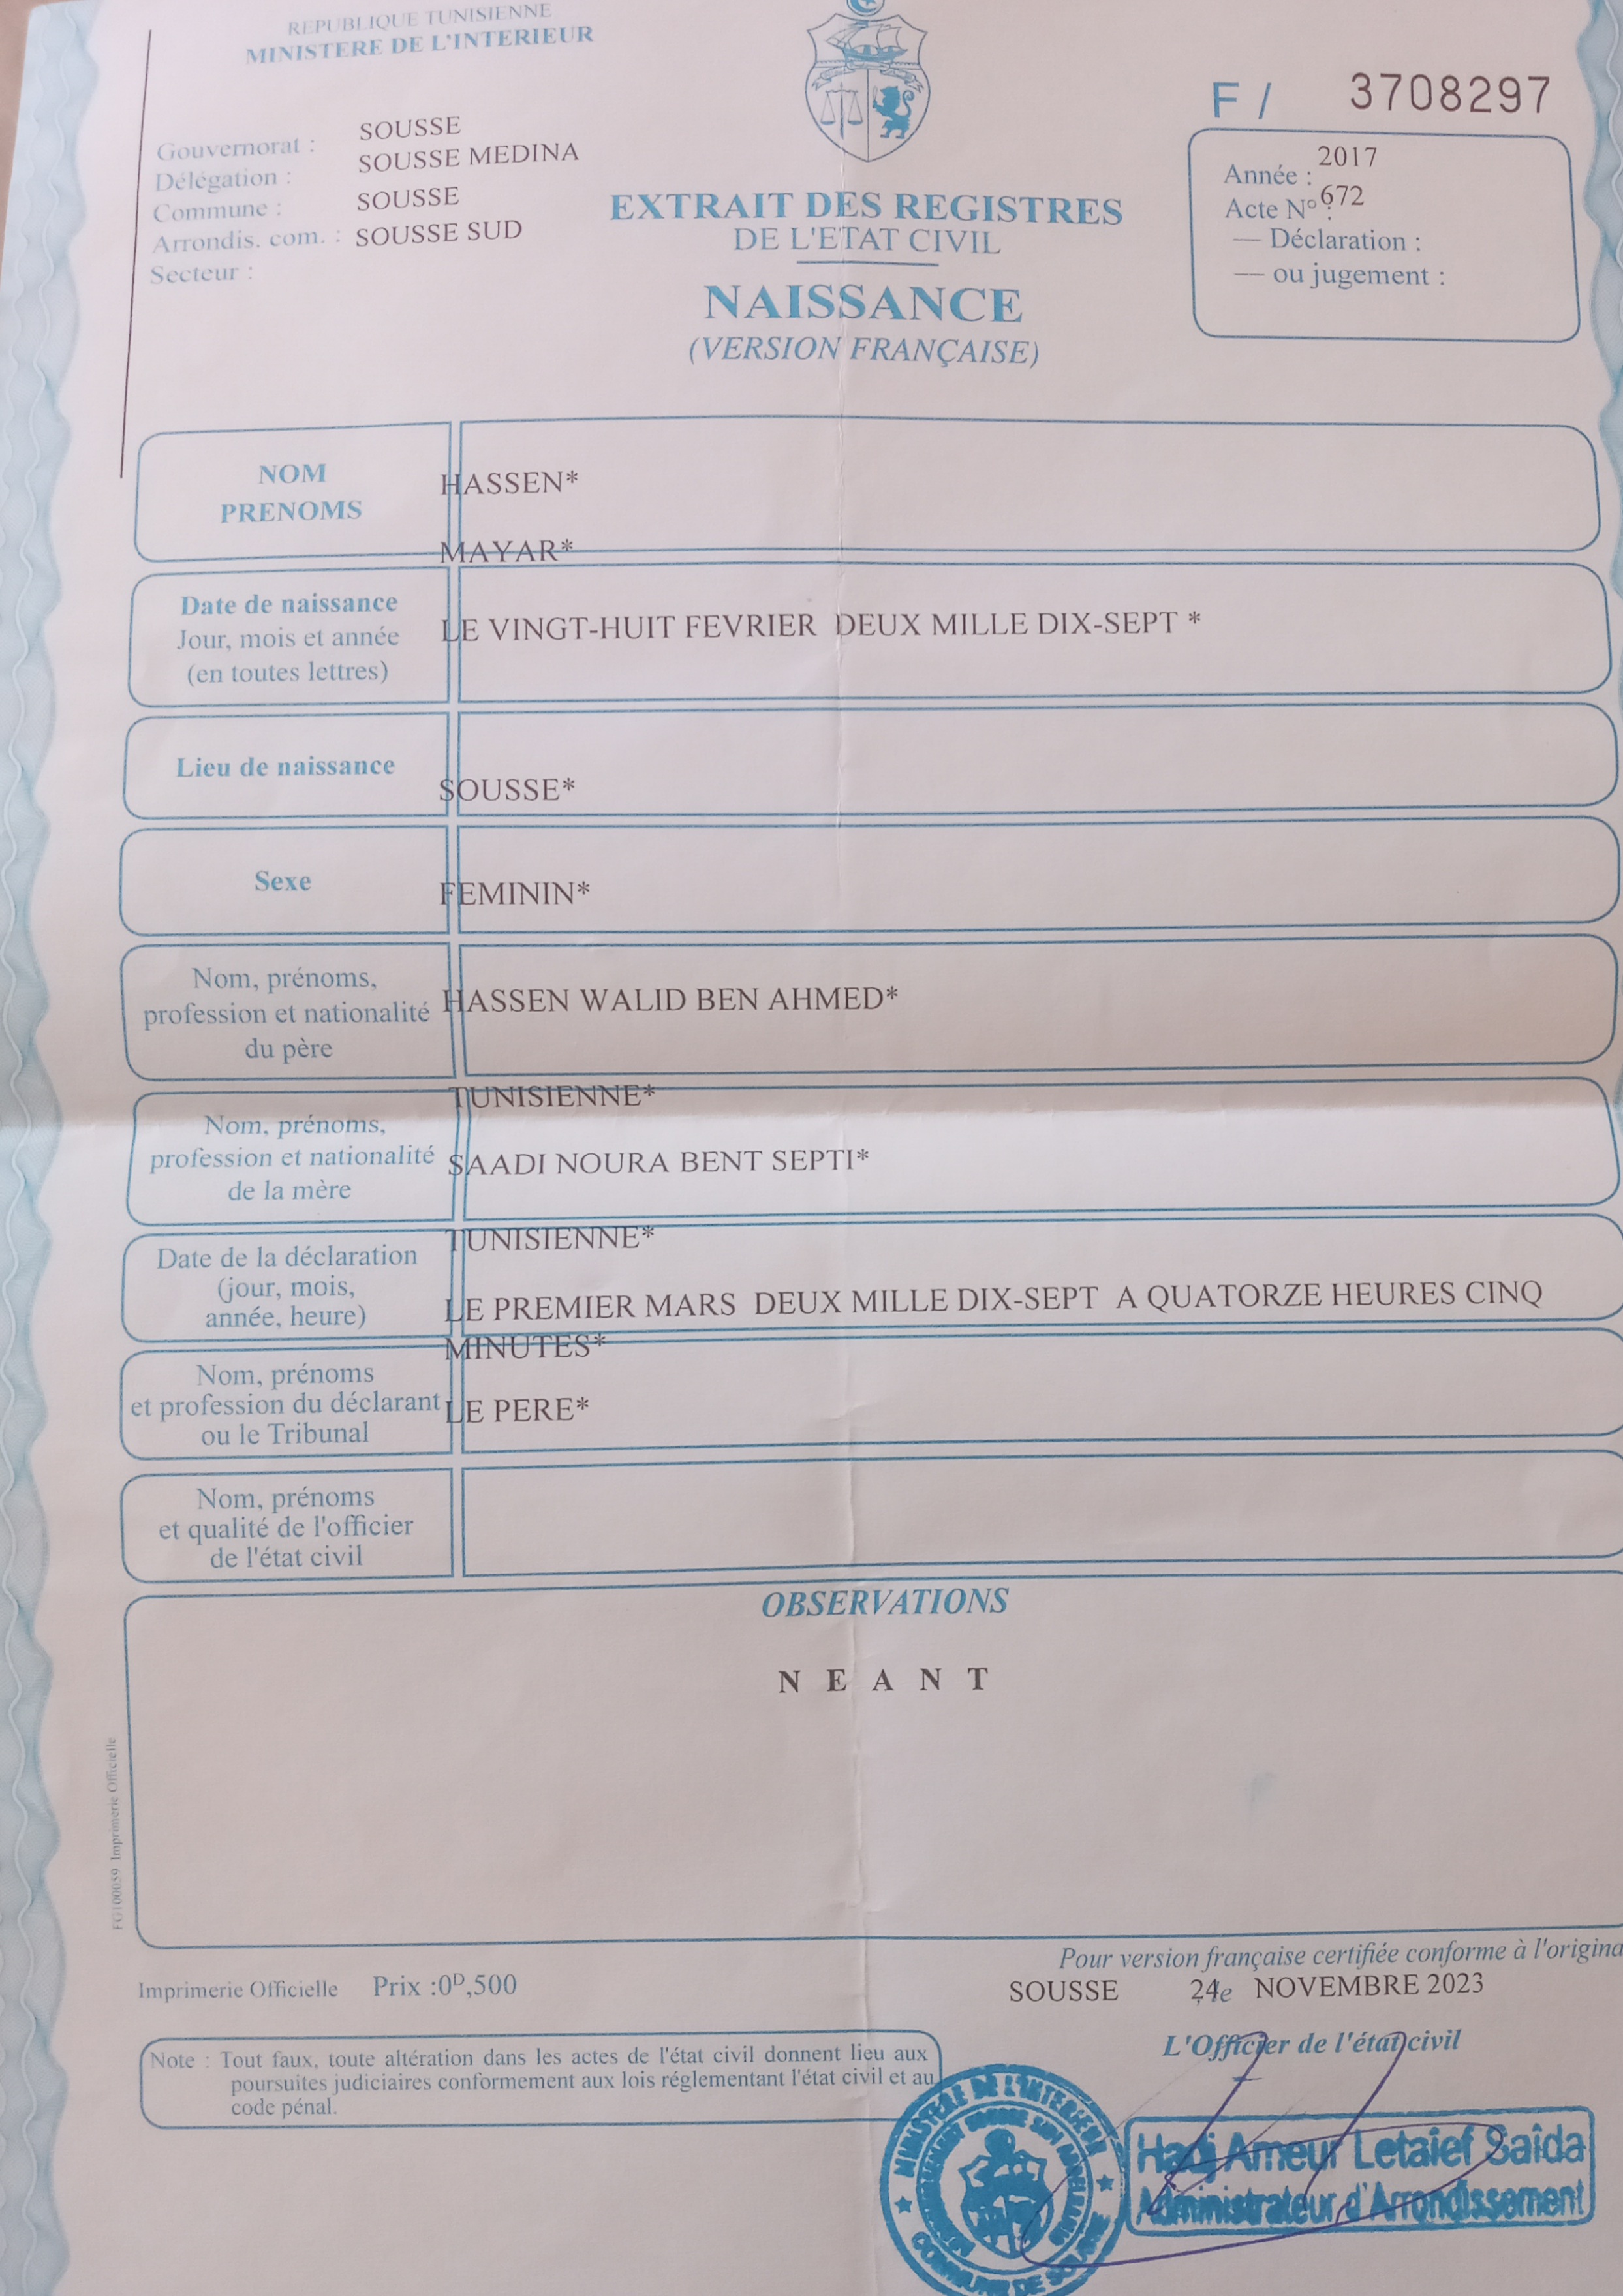 REPUBLIQUE TUNISIENNE
MINISTERE DE L'INTERIEUR
Gouvernorat : SOUSSE
Délégation : SOUSSE MEDINA
Commune : SOUSSE
Arrondis. com. : SOUSSE SUD
Secteur :
EXTRAIT DES REGISTRES
DE L'ETAT CIVIL
NAISSANCE
(VERSION FRANÇAISE)
F / 3708297
Année : 2017
Acte N° : 672
— Déclaration :
— ou jugement :
NOM
PRENOMS
HASSEN*
MAYAR*
Date de naissance
Jour, mois et année
(en toutes lettres)
LE VINGT-HUIT FEVRIER DEUX MILLE DIX-SEPT *
Lieu de naissance
SOUSSE*
Sexe
FEMININ*
Nom, prénoms,
profession et nationalité
du père
HASSEN WALID BEN AHMED*
TUNISIENNE*
Nom, prénoms,
profession et nationalité
de la mère
SAADI NOURA BENT SEPTI*
TUNISIENNE*
Date de la déclaration
(jour, mois,
année, heure)
LE PREMIER MARS DEUX MILLE DIX-SEPT A QUATORZE HEURES CINQ
MINUTES*
Nom, prénoms
et profession du déclarant
ou le Tribunal
LE PERE*
Nom, prénoms
et qualité de l'officier
de l'état civil
OBSERVATIONS
N E A N T
FG100059 Imprimerie Officielle
Pour version française certifiée conforme à l'origina
Imprimerie Officielle Prix :0D,500
SOUSSE 24e NOVEMBRE 2023
L'Officier de l'état civil
Note : Tout faux, toute altération dans les actes de l'état civil donnent lieu aux
poursuites judiciaires conformement aux lois réglementant l'état civil et au
code pénal.
MINISTERE DE L'INTERIEUR
COMMUNE DE
Hadj Ameur Letaief Saîda
Administrateur d'Arrondissement